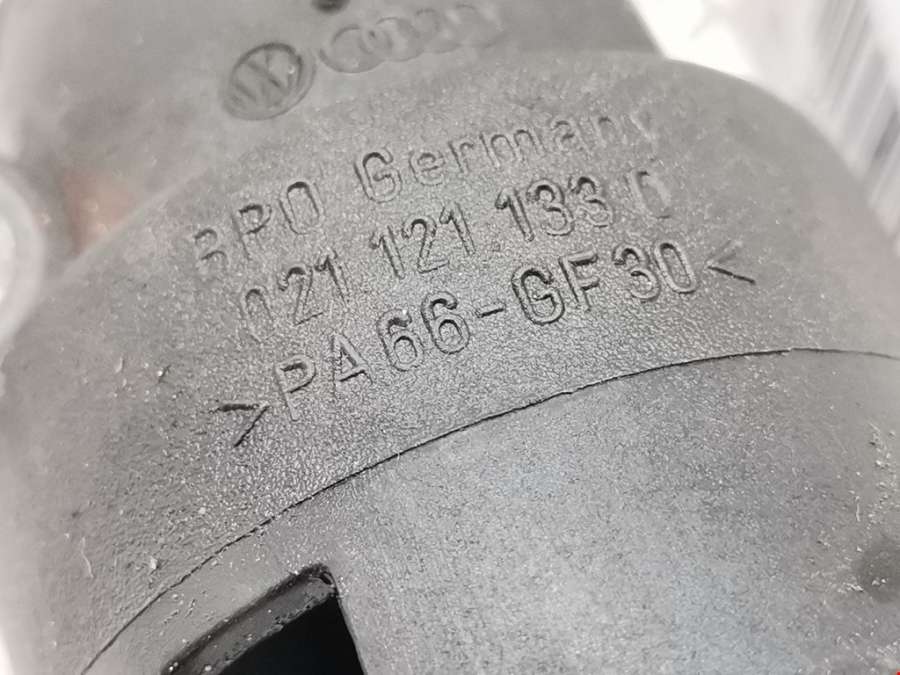 BPO Germany
021.121.133 D
>PA66-GF30<